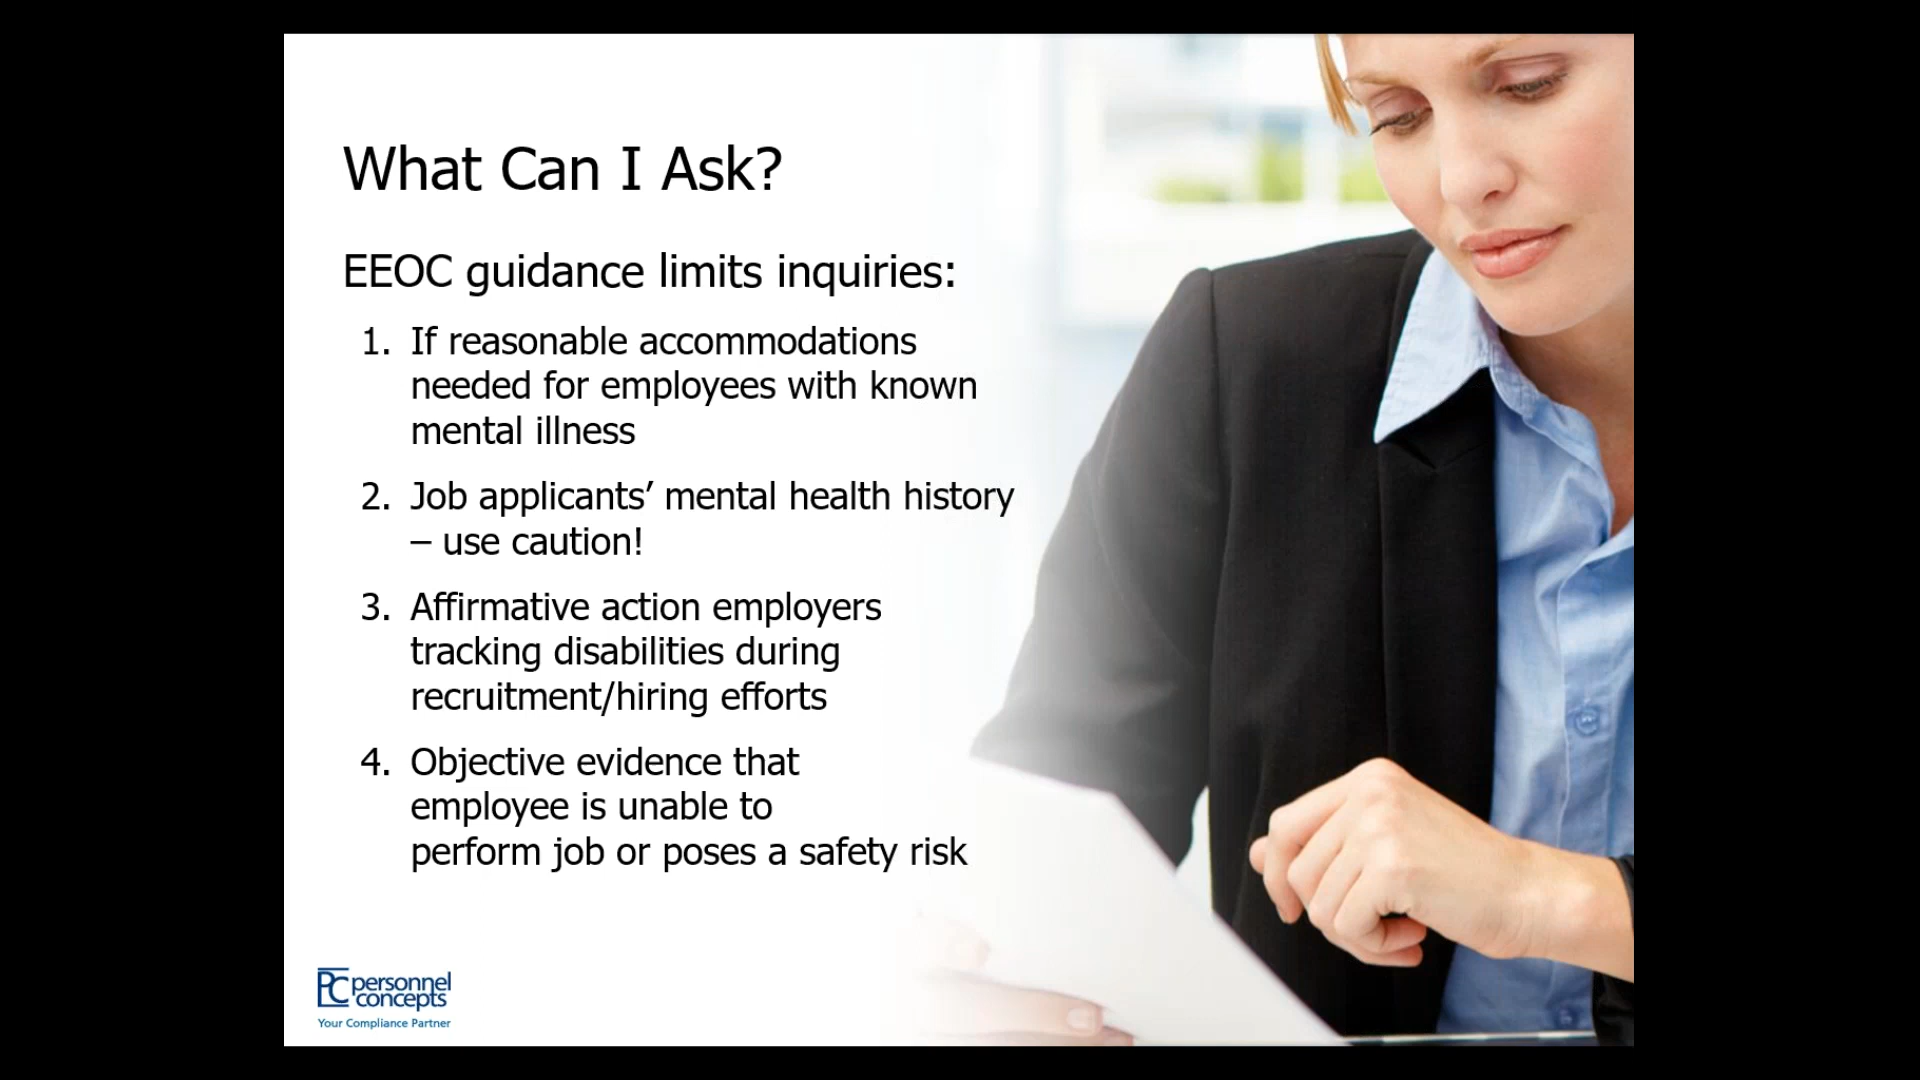 What Can I Ask?
EEOC guidance limits inquiries:
1. If reasonable accommodations
needed for employees with known
mental illness
2. Job applicants’ mental health history
– use caution!
3. Affirmative action employers
tracking disabilities during
recruitment/hiring efforts
4. Objective evidence that
employee is unable to
perform job or poses a safety risk
PC personnel
concepts
Your Compliance Partner